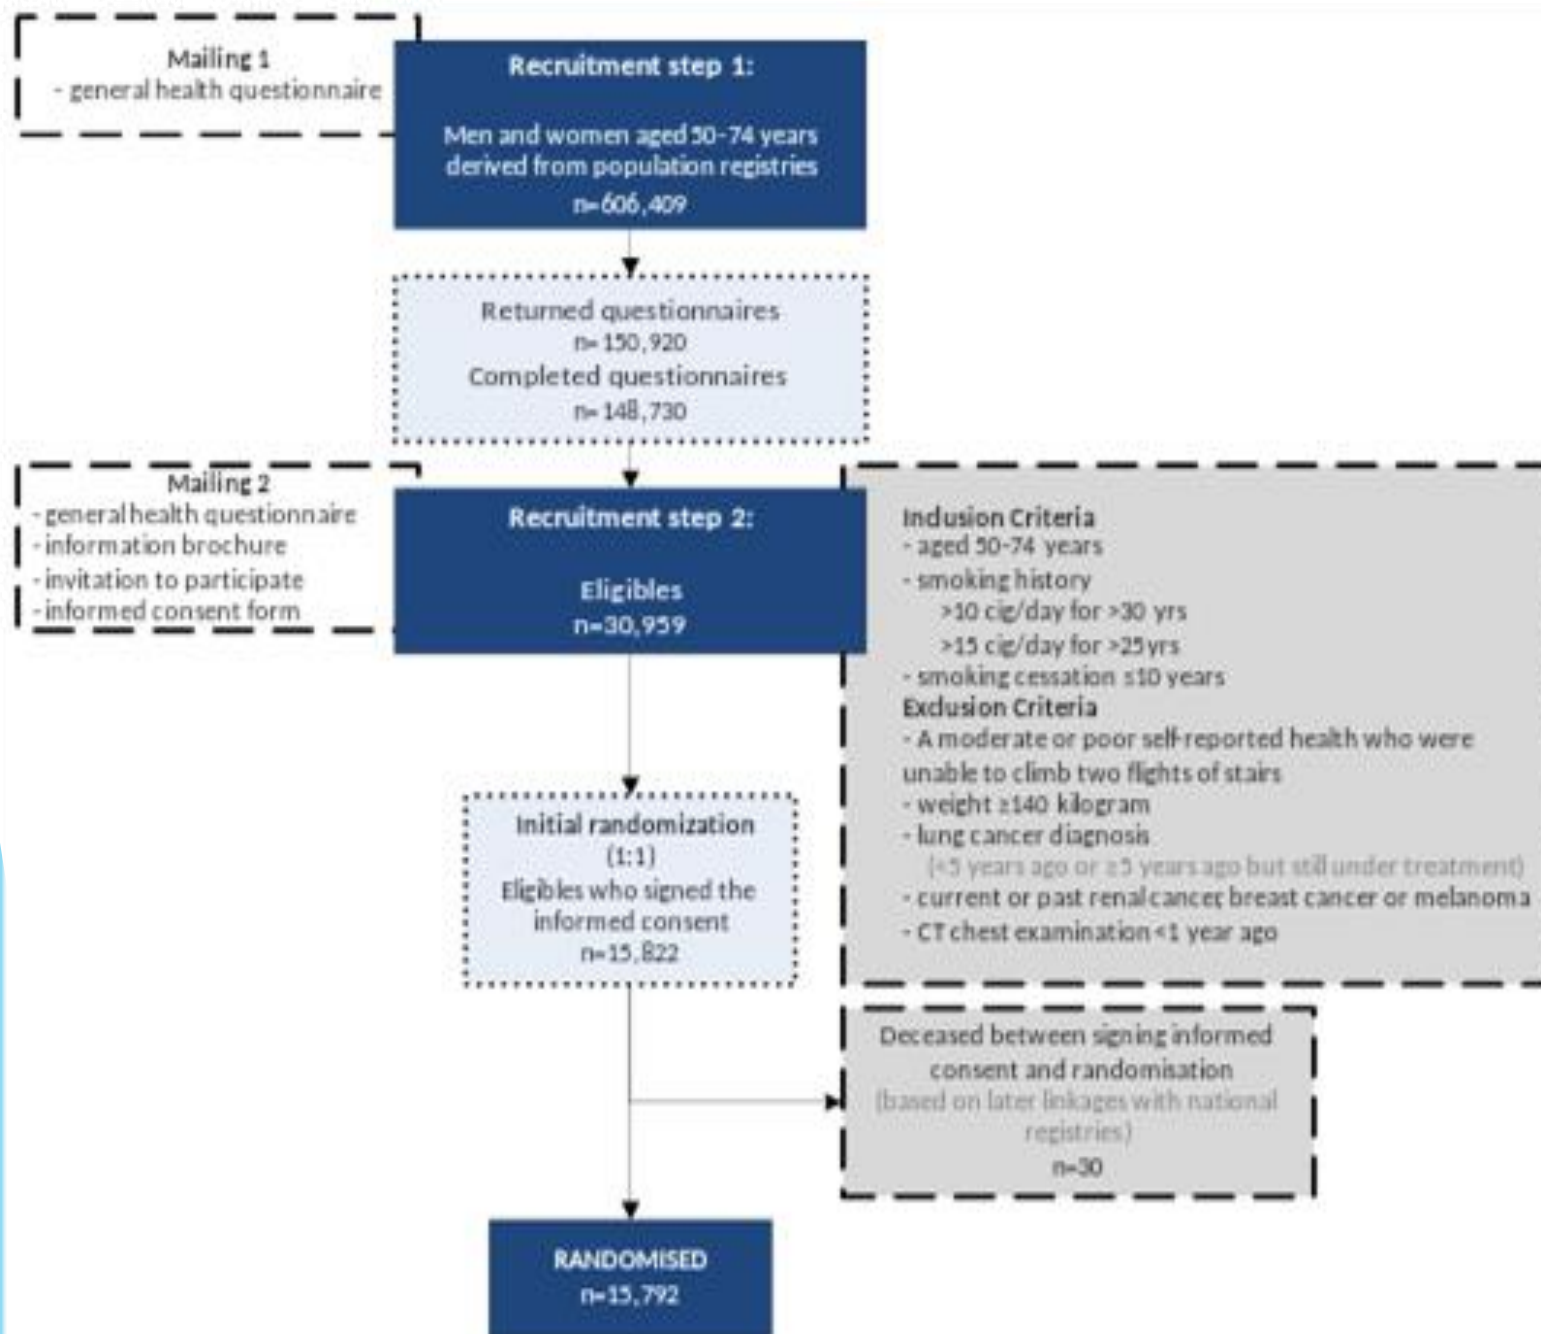 Mailing 1
- general health questionnaire
Recruitment step 1:
Men and women aged 50-74 years
derived from population registries
n=606,409
Returned questionnaires
n=150,920
Completed questionnaires
n=148,730
Mailing 2
- general health questionnaire
- information brochure
- invitation to participate
- informed consent form
Recruitment step 2:
Eligibles
n=30,959
Inclusion Criteria
- aged 50-74 years
- smoking history
>10 cig/day for >30 yrs
>15 cig/day for >25yrs
- smoking cessation ≤10 years
Exclusion Criteria
- A moderate or poor self-reported health who were
unable to climb two flights of stairs
- weight ≥140 kilogram
- lung cancer diagnosis
(<5 years ago or ≥5 years ago but still under treatment)
- current or past renal cancer, breast cancer or melanoma
- CT chest examination <1 year ago
Initial randomization
(1:1)
Eligibles who signed the
informed consent
n=15,822
Deceased between signing informed
consent and randomisation
(based on later linkages with national
registries)
n=30
RANDOMISED
n=15,792